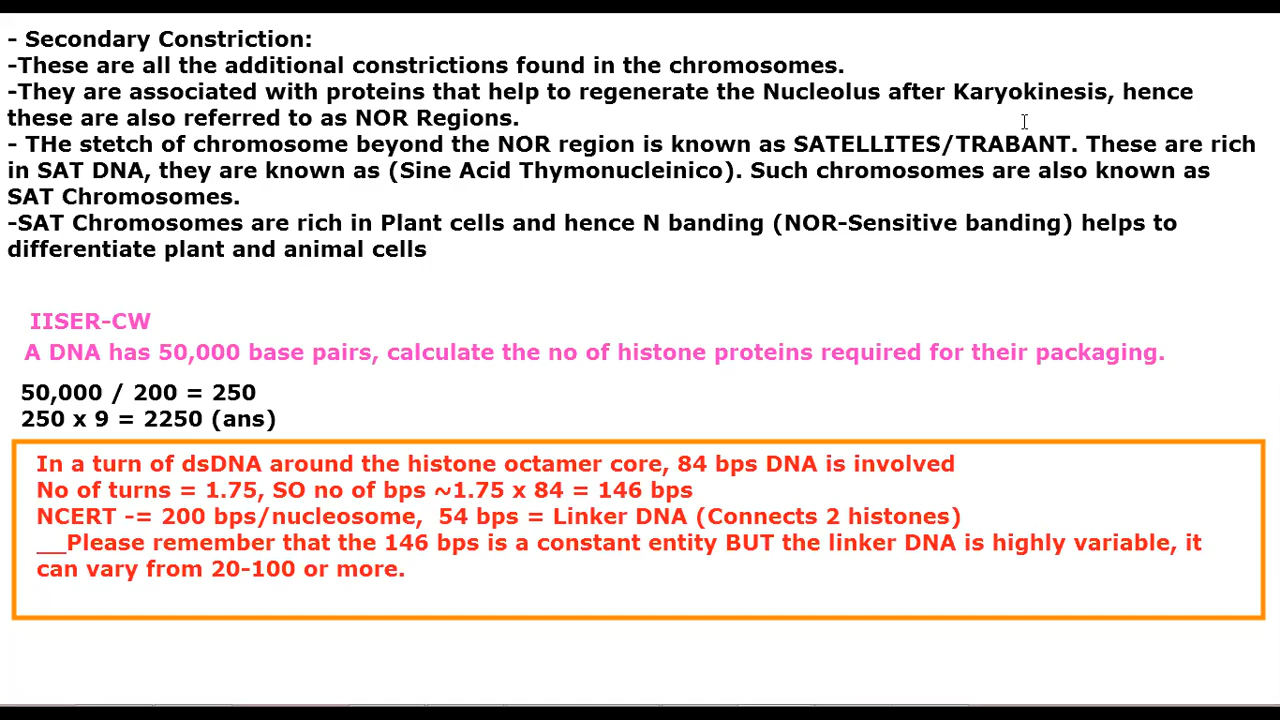 - Secondary Constriction:
-These are all the additional constrictions found in the chromosomes.
-They are associated with proteins that help to regenerate the Nucleolus after Karyokinesis, hence
these are also referred to as NOR Regions.
- THe stetch of chromosome beyond the NOR region is known as SATELLITES/TRABANT. These are rich
in SAT DNA, they are known as (Sine Acid Thymonucleinico). Such chromosomes are also known as
SAT Chromosomes.
-SAT Chromosomes are rich in Plant cells and hence N banding (NOR-Sensitive banding) helps to
differentiate plant and animal cells
IISER-CW
A DNA has 50,000 base pairs, calculate the no of histone proteins required for their packaging.
50,000 / 200 = 250
250 x 9 = 2250 (ans)
In a turn of dsDNA around the histone octamer core, 84 bps DNA is involved
No of turns = 1.75, SO no of bps ~1.75 x 84 = 146 bps
NCERT -= 200 bps/nucleosome,  54 bps = Linker DNA (Connects 2 histones)
__Please remember that the 146 bps is a constant entity BUT the linker DNA is highly variable, it
can vary from 20-100 or more.